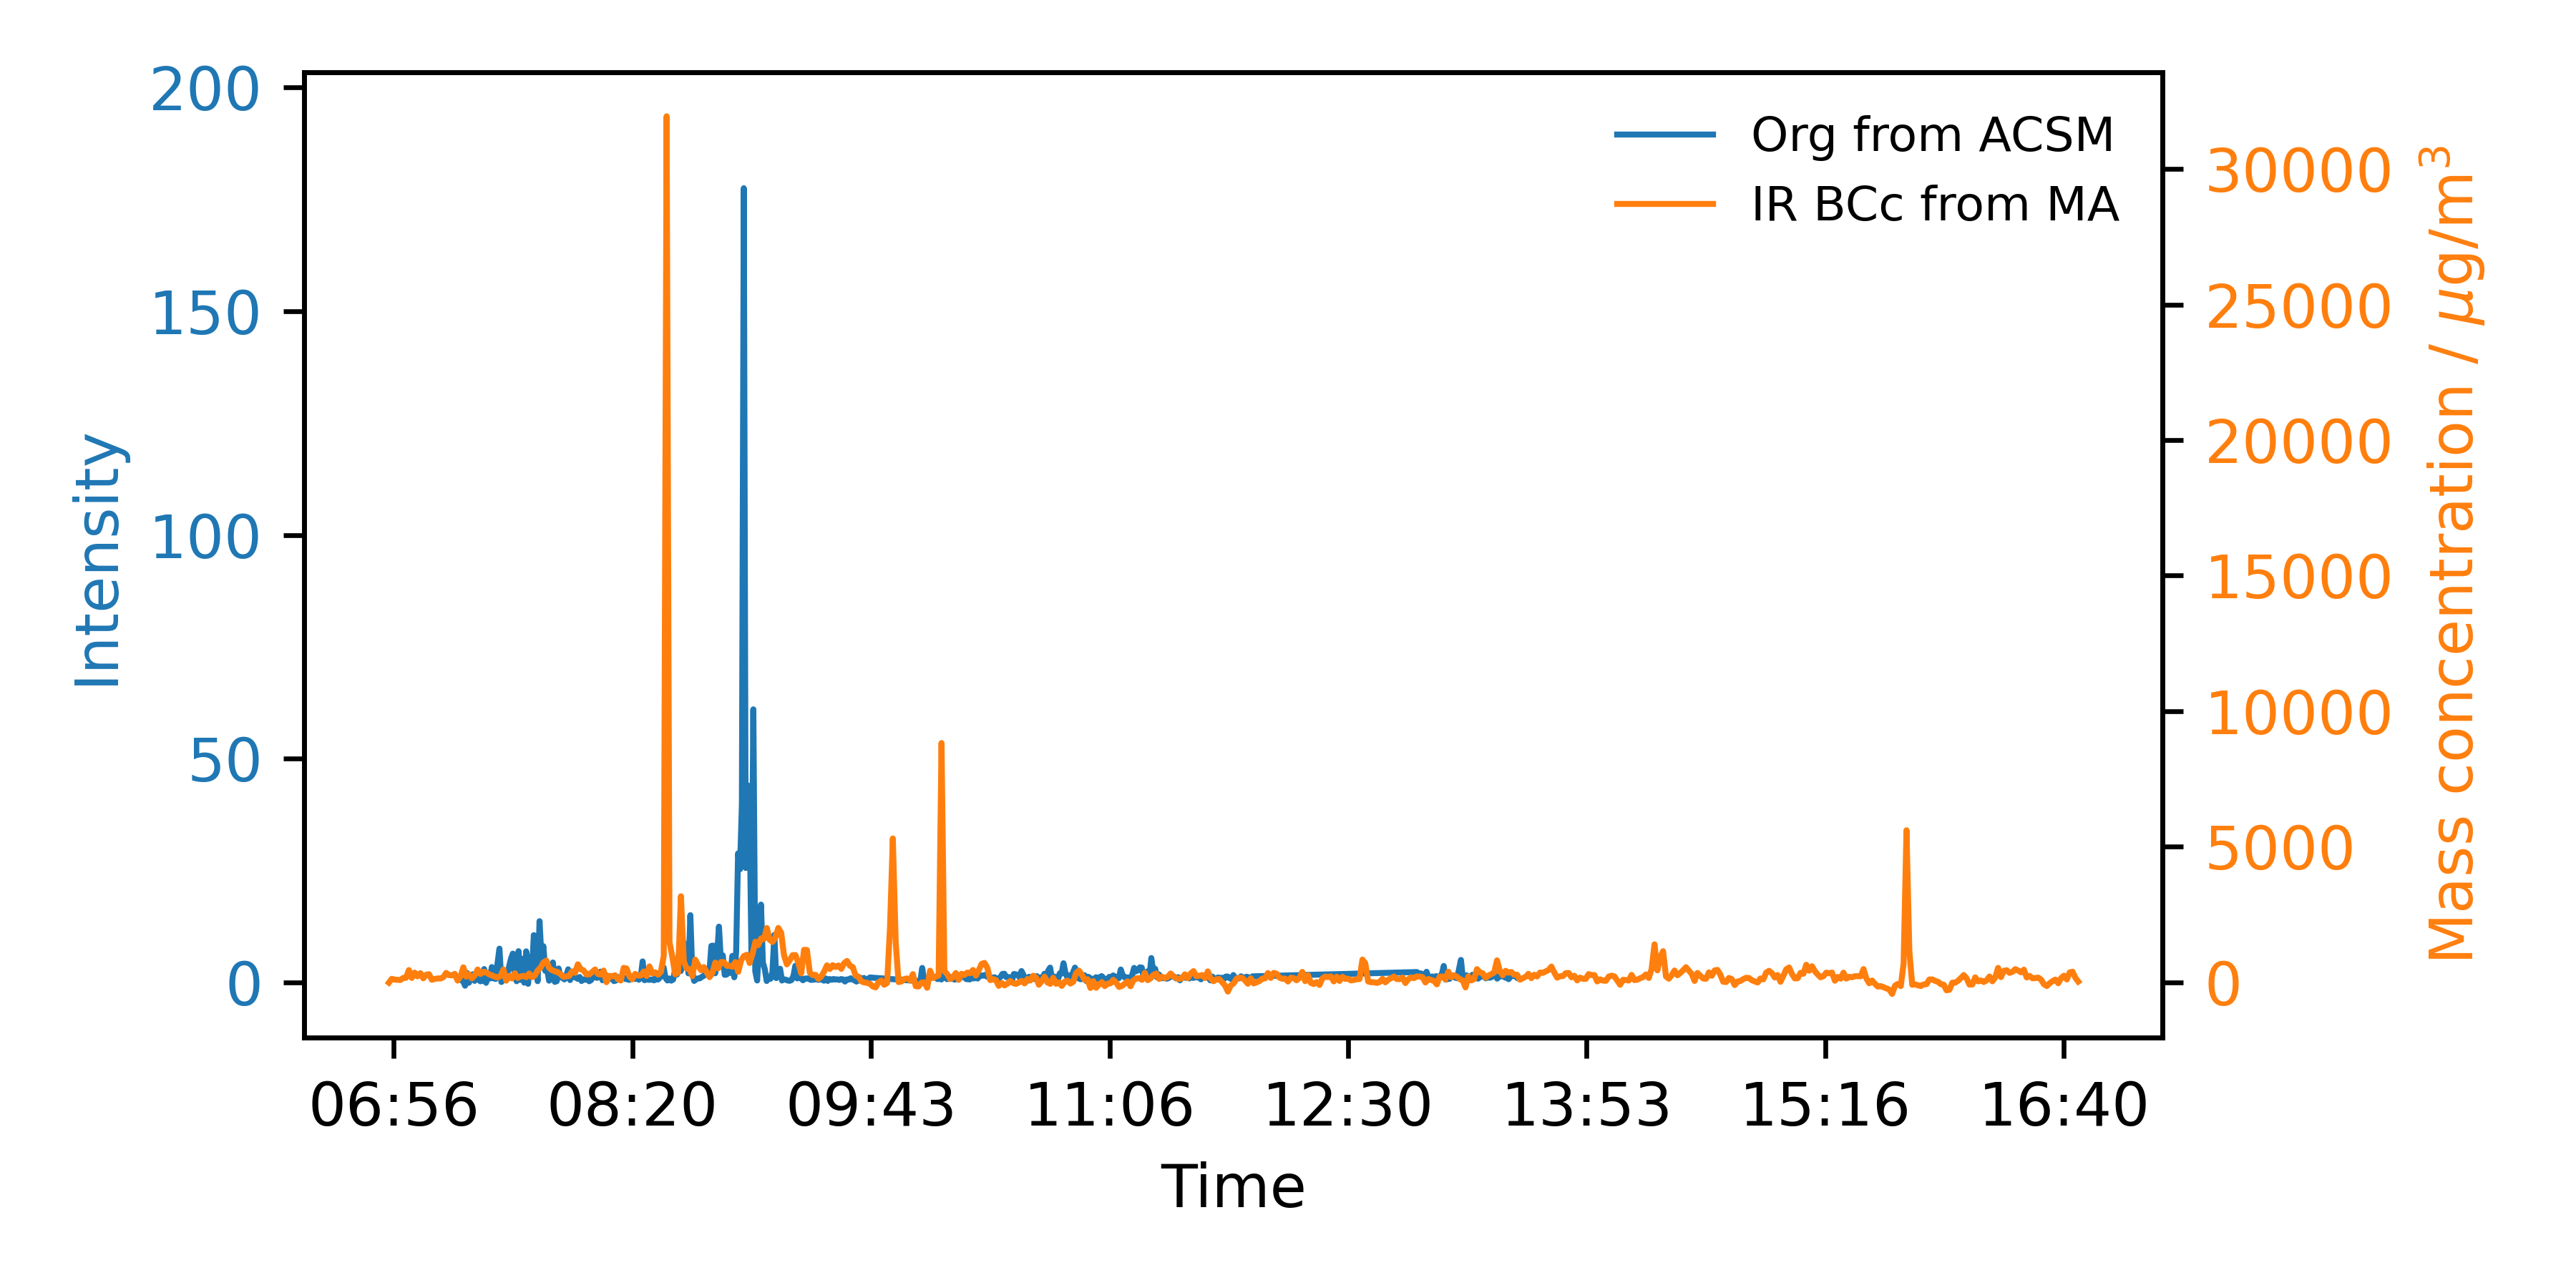 200
150
100
50
0
Intensity
Org from ACSM
IR BCc from MA
30000
25000
20000
15000
10000
5000
0
Mass concentration / µg/m³
06:56 08:20 09:43 11:06 12:30 13:53 15:16 16:40
Time